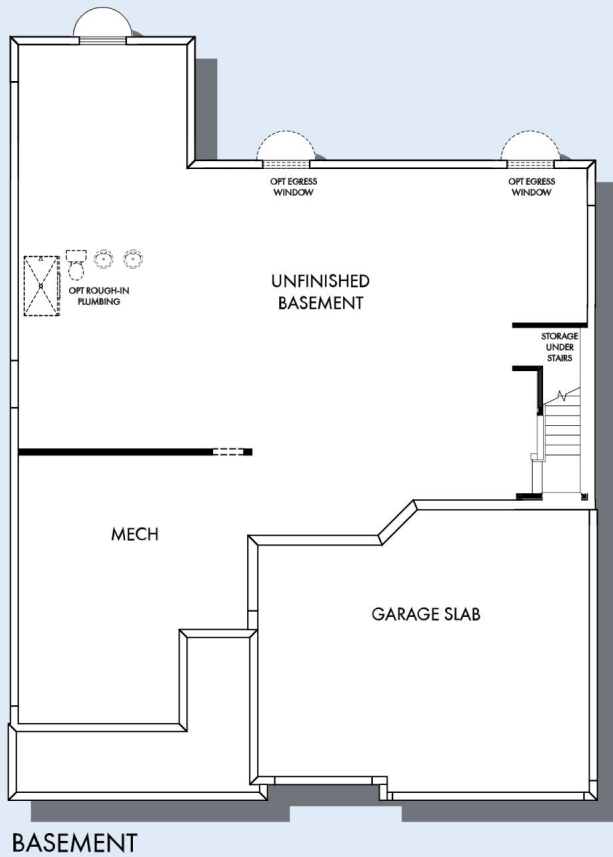 OPT EGRESS
WINDOW
OPT EGRESS
WINDOW
UNFINISHED
BASEMENT
OPT ROUGH-IN
PLUMBING
STORAGE
UNDER
STAIRS
MECH
GARAGE SLAB
BASEMENT